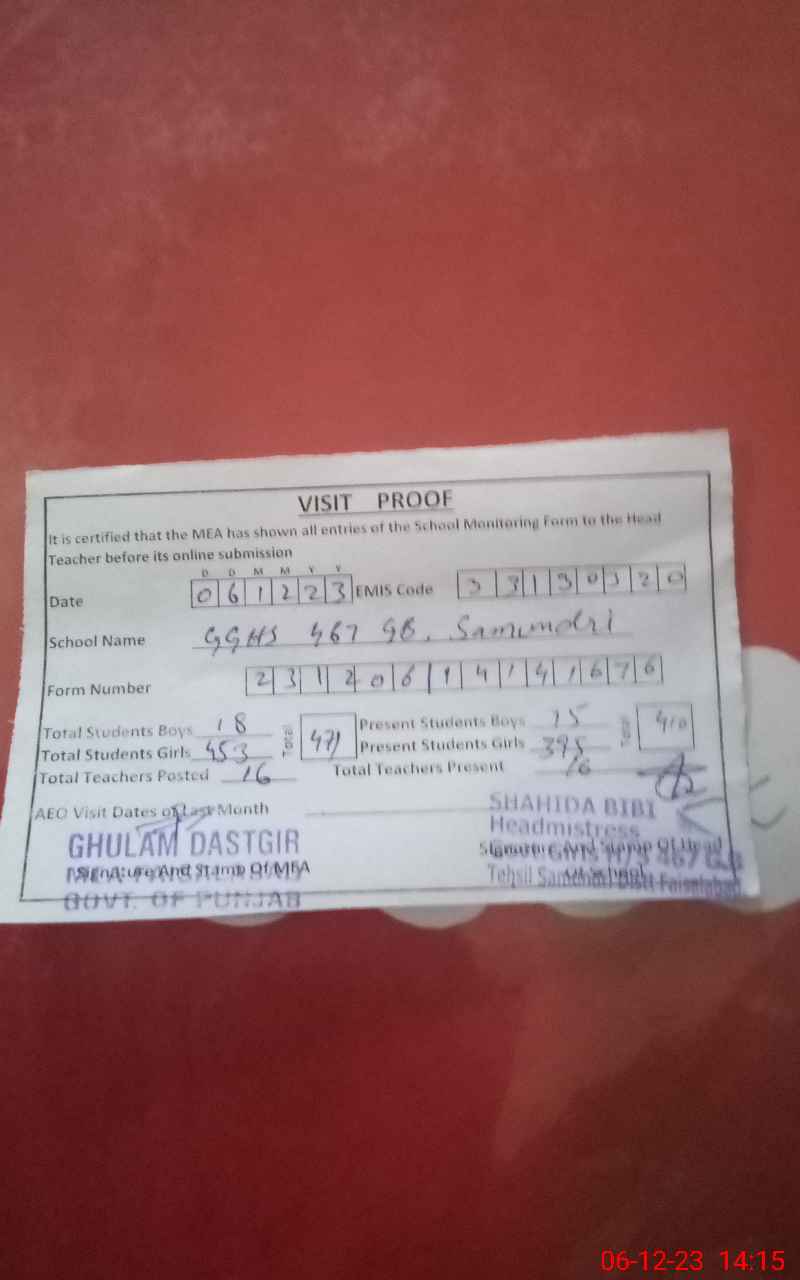 VISIT PROOF
It is certified that the MEA has shown all entries of the School Monitoring Form to the Head
Teacher before its online submission
D D M M Y Y
Date 0 6 1 2 2 3 EMIS Code 3 3 1 3 0 3 2 0
School Name GGHS 467 GB, Samundri
Form Number 2 3 1 2 0 6 1 4 1 4 1 6 7 6
Total Students Boys 18 Total 471 Present Students Boys 15 Total 410
Total Students Girls 453 Present Students Girls 395
Total Teachers Posted 16 Total Teachers Present 16
AEO Visit Dates of Last Month
GHULAM DASTGIR
Signature And Stamp Of MEA
GOVT. OF PUNJAB
SHAHIDA BIBI
Headmistress
Signature And Stamp Of Head
Tehsil Samundri Distt Faisalabad
06-12-23 14:15